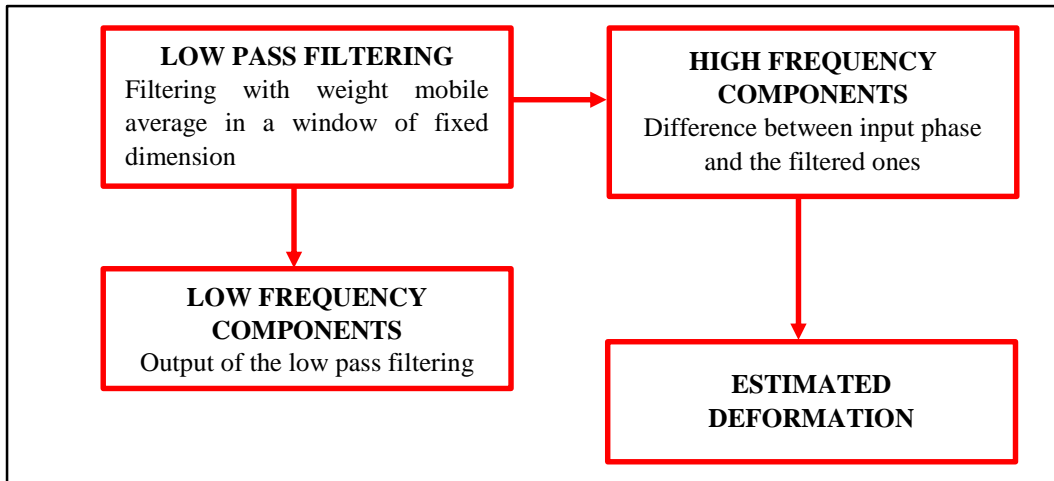 LOW PASS FILTERING
Filtering with weight mobile
average in a window of fixed
dimension
HIGH FREQUENCY
COMPONENTS
Difference between input phase
and the filtered ones
LOW FREQUENCY
COMPONENTS
Output of the low pass filtering
ESTIMATED
DEFORMATION